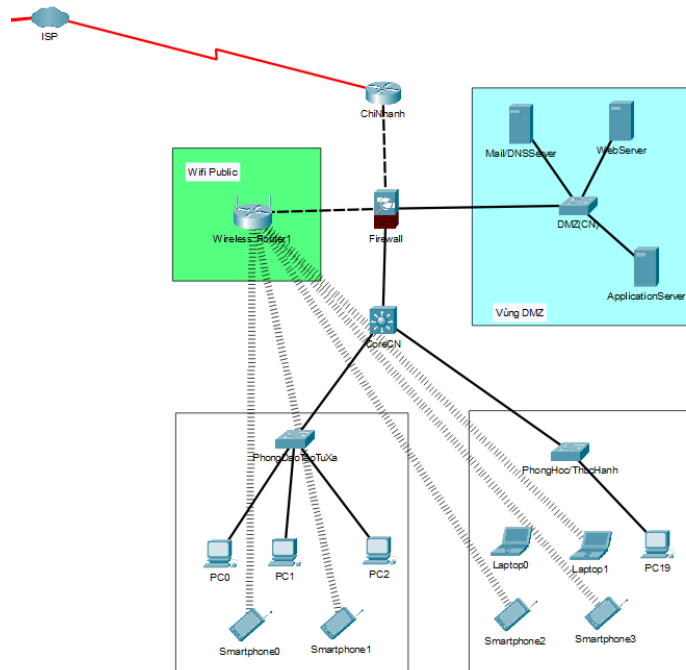 ISP
ChiNhanh
Wifi Public
Mail/DNSServer
WebServer
Wireless Router1
Firewall
DMZ(CN)
ApplicationServer
Vùng DMZ
CoreCN
PhongDaoTaoTuXa
PhongHoc/ThucHanh
PC0
PC1
PC2
Laptop0
Laptop1
PC19
Smartphone0
Smartphone1
Smartphone2
Smartphone3